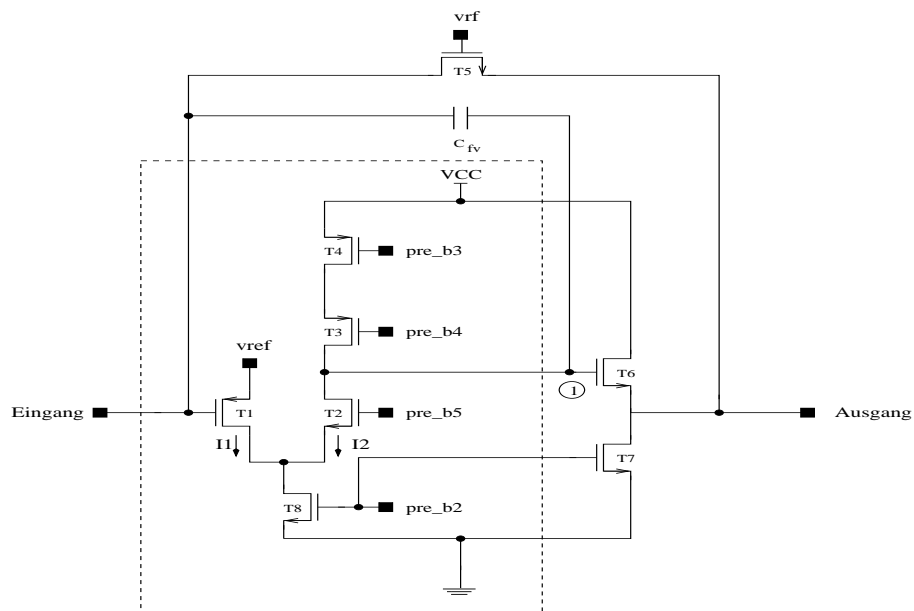 vrf
T5
C fv
VCC
T4
pre_b3
T3
pre_b4
vref
T6
1
Eingang
T1
T2
pre_b5
Ausgang
I1
I2
T7
T8
pre_b2